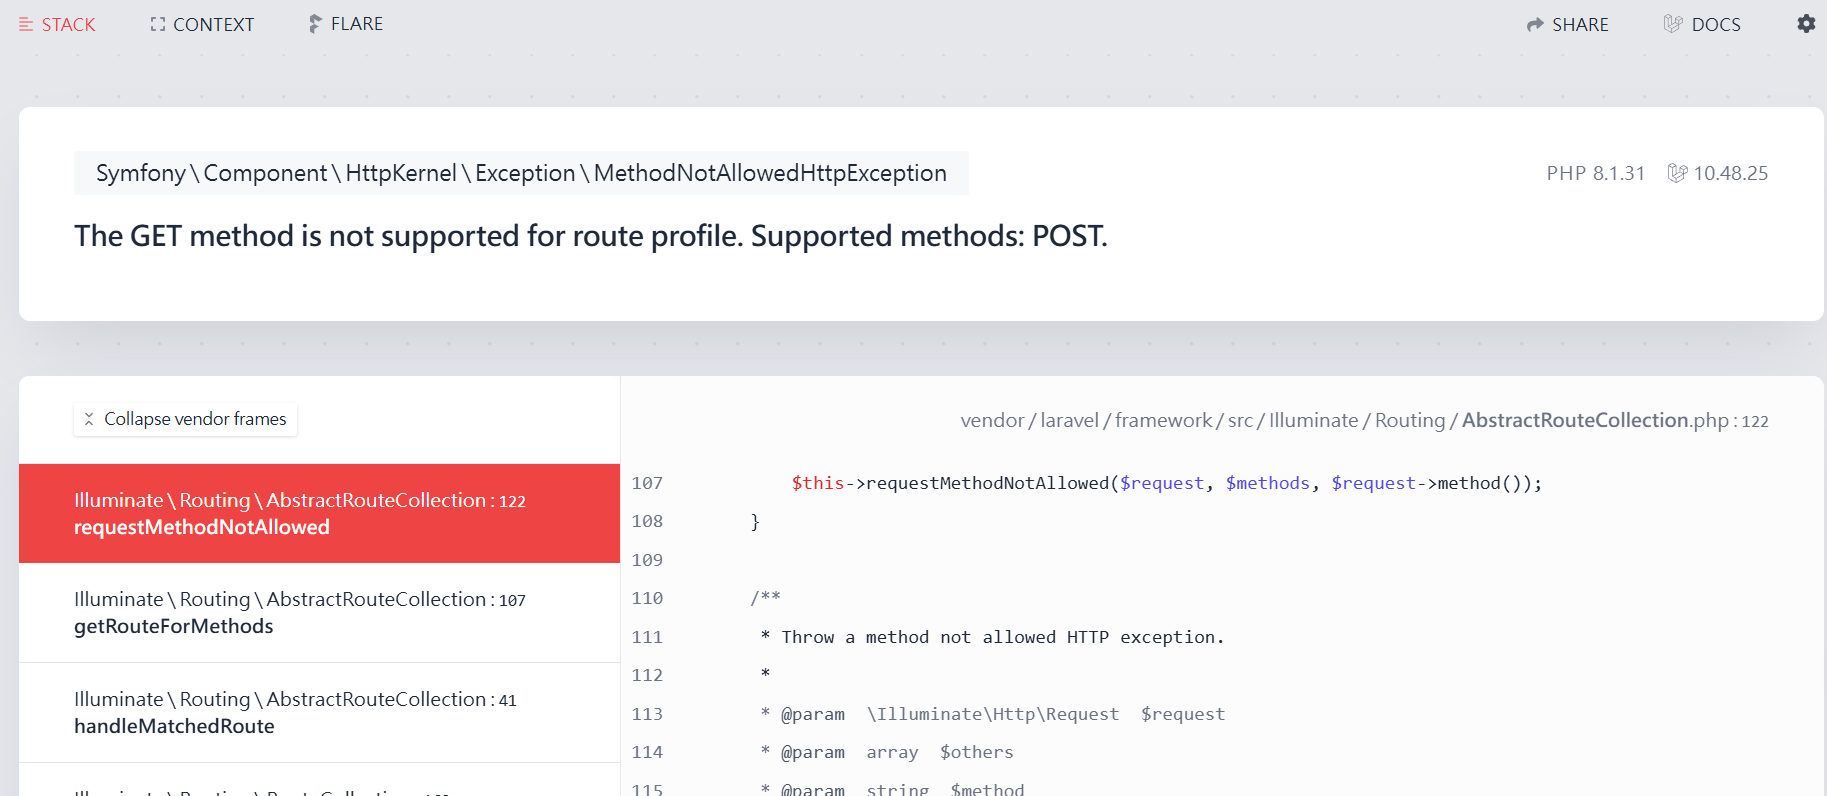 STACK CONTEXT FLARE SHARE DOCS
Symfony\Component\HttpKernel\Exception\MethodNotAllowedHttpException
PHP 8.1.31 10.48.25
The GET method is not supported for route profile. Supported methods: POST.
Collapse vendor frames
Illuminate\Routing\AbstractRouteCollection:122
requestMethodNotAllowed
Illuminate\Routing\AbstractRouteCollection:107
getRouteForMethods
Illuminate\Routing\AbstractRouteCollection:41
handleMatchedRoute
vendor/laravel/framework/src/Illuminate/Routing/AbstractRouteCollection.php:122
107 $this->requestMethodNotAllowed($request, $methods, $request->method());
108 }
109
110 /**
111 * Throw a method not allowed HTTP exception.
112 *
113 * @param \Illuminate\Http\Request $request
114 * @param array $others
115 * @param string $method